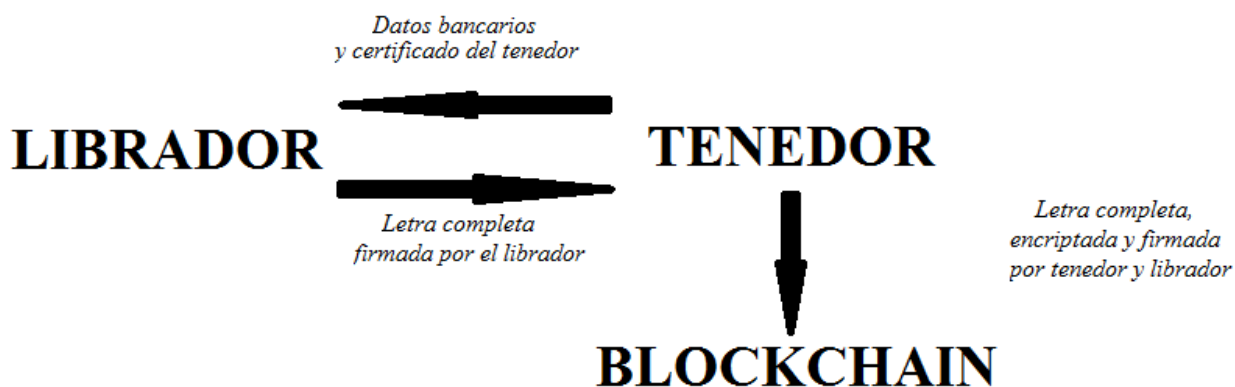 Datos bancarios
y certificado del tenedor
LIBRADOR
TENEDOR
Letra completa
firmada por el librador
Letra completa,
encriptada y firmada
por tenedor y librador
BLOCKCHAIN